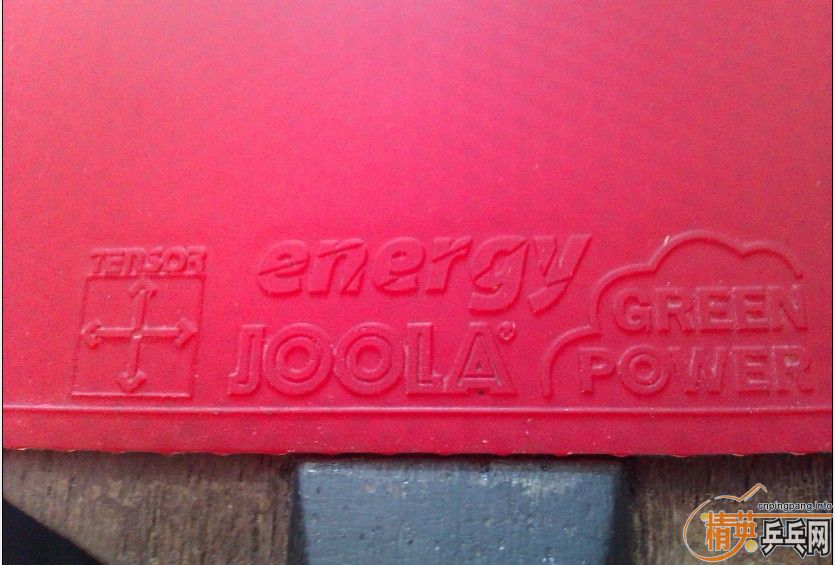 TENSOR
energy
JOOLA®
GREEN
POWER
cnpingpang.info
精英乒乓网